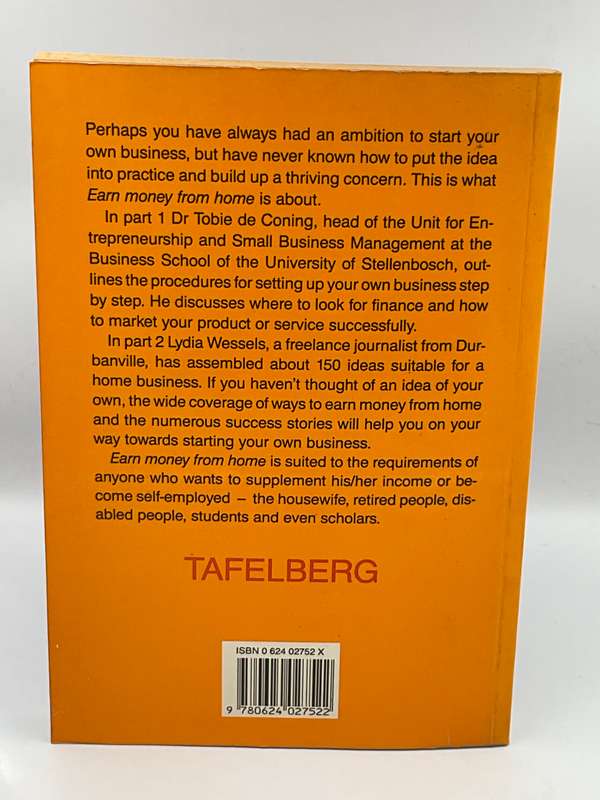 Perhaps you have always had an ambition to start your
own business, but have never known how to put the idea
into practice and build up a thriving concern. This is what
Earn money from home is about.
In part 1 Dr Tobie de Coning, head of the Unit for En-
trepreneurship and Small Business Management at the
Business School of the University of Stellenbosch, out-
lines the procedures for setting up your own business step
by step. He discusses where to look for finance and how
to market your product or service successfully.
In part 2 Lydia Wessels, a freelance journalist from Dur-
banville, has assembled about 150 ideas suitable for a
home business. If you haven't thought of an idea of your
own, the wide coverage of ways to earn money from home
and the numerous success stories will help you on your
way towards starting your own business.
Earn money from home is suited to the requirements of
anyone who wants to supplement his/her income or be-
come self-employed – the housewife, retired people, dis-
abled people, students and even scholars.
TAFELBERG
ISBN 0 624 02752 X
9 780624 027522